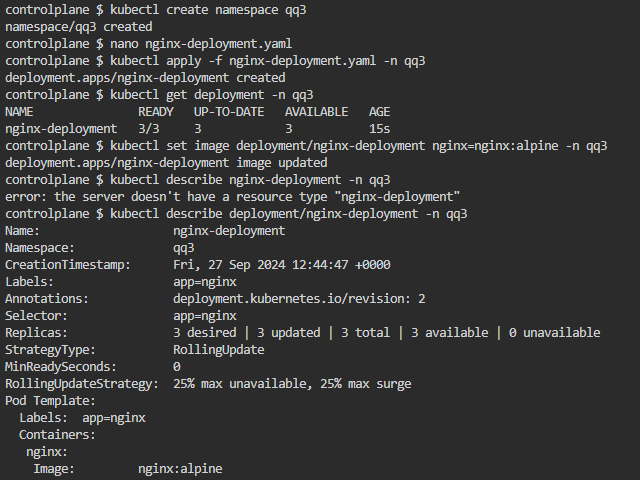 controlplane $ kubectl create namespace qq3
namespace/qq3 created
controlplane $ nano nginx-deployment.yaml
controlplane $ kubectl apply -f nginx-deployment.yaml -n qq3
deployment.apps/nginx-deployment created
controlplane $ kubectl get deployment -n qq3
NAME               READY   UP-TO-DATE   AVAILABLE   AGE
nginx-deployment   3/3     3            3           15s
controlplane $ kubectl set image deployment/nginx-deployment nginx=nginx:alpine -n qq3
deployment.apps/nginx-deployment image updated
controlplane $ kubectl describe nginx-deployment -n qq3
error: the server doesn't have a resource type "nginx-deployment"
controlplane $ kubectl describe deployment/nginx-deployment -n qq3
Name:                   nginx-deployment
Namespace:              qq3
CreationTimestamp:      Fri, 27 Sep 2024 12:44:47 +0000
Labels:                 app=nginx
Annotations:            deployment.kubernetes.io/revision: 2
Selector:               app=nginx
Replicas:               3 desired | 3 updated | 3 total | 3 available | 0 unavailable
StrategyType:           RollingUpdate
MinReadySeconds:        0
RollingUpdateStrategy:  25% max unavailable, 25% max surge
Pod Template:
  Labels:  app=nginx
  Containers:
   nginx:
    Image:         nginx:alpine